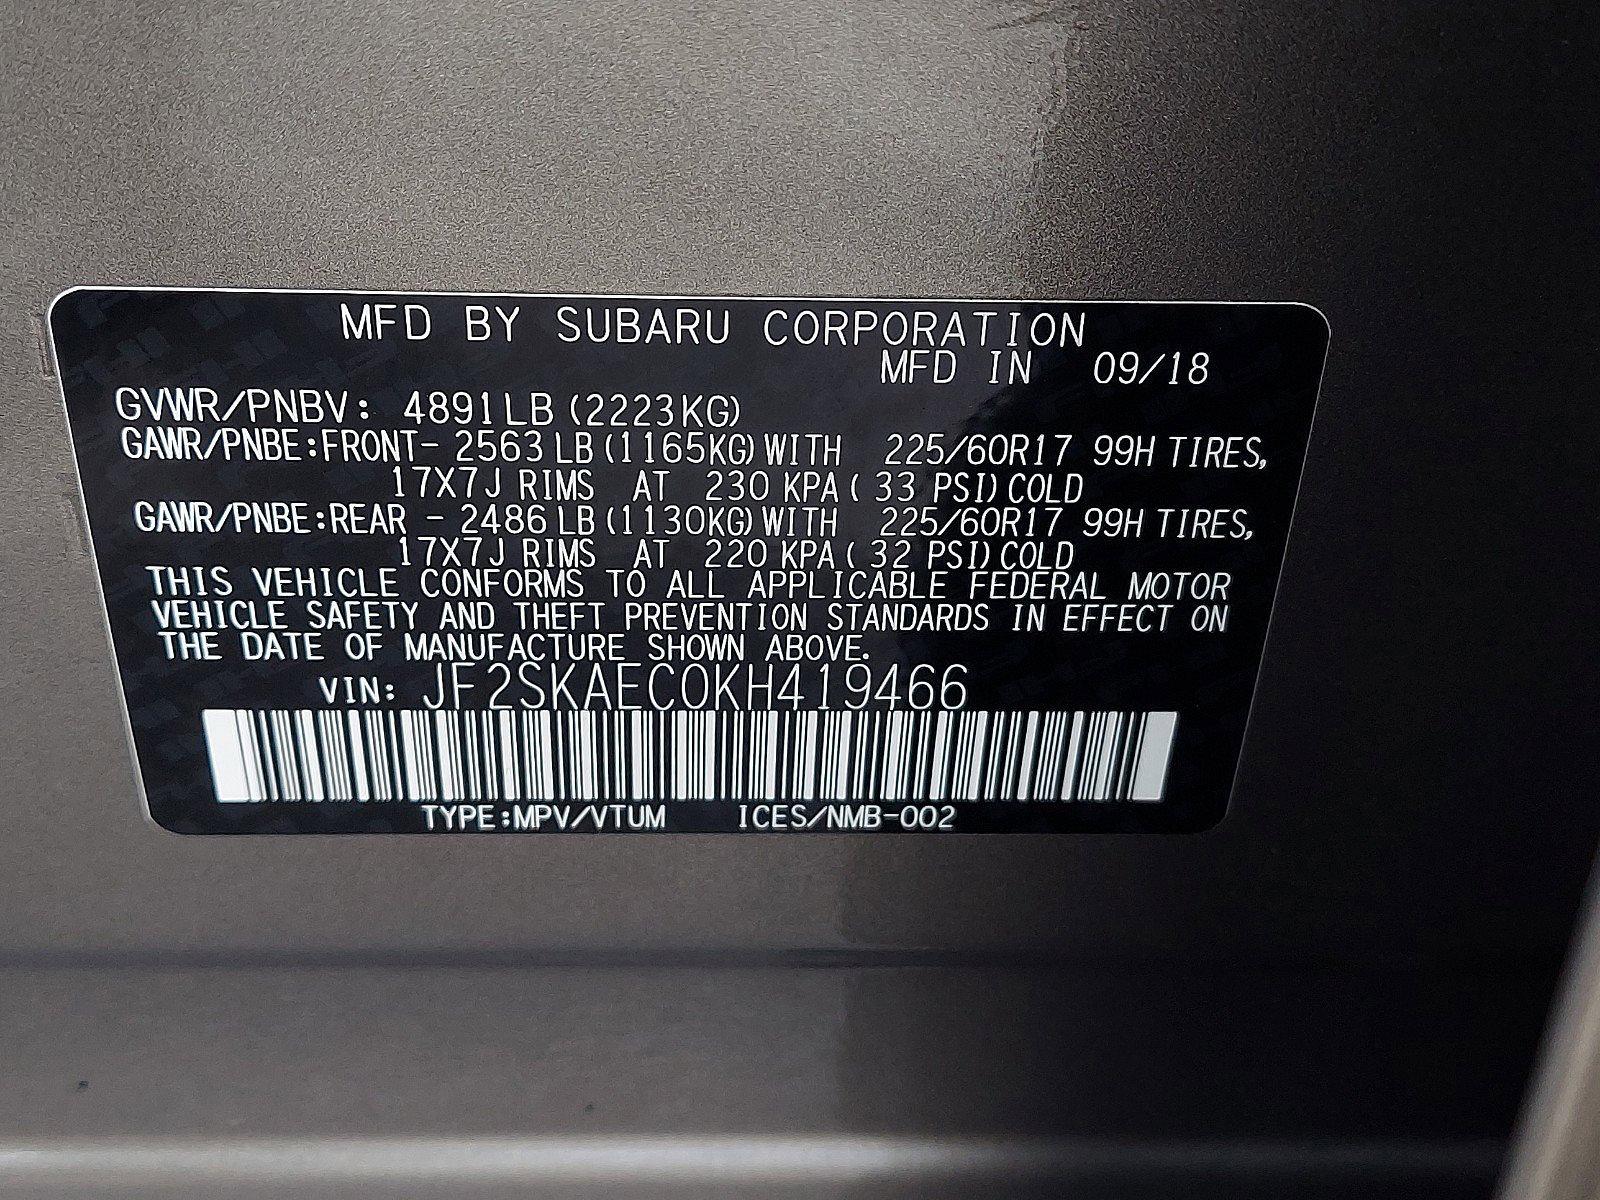 MFD BY SUBARU CORPORATION
MFD IN 09/18
GVWR/PNBV: 4891LB (2223KG)
GAWR/PNBE:FRONT- 2563 LB (1165KG) WITH 225/60R17 99H TIRES,
17X7J RIMS AT 230 KPA ( 33 PSI) COLD
GAWR/PNBE:REAR - 2486 LB (1130KG) WITH 225/60R17 99H TIRES,
17X7J RIMS AT 220 KPA ( 32 PSI) COLD
THIS VEHICLE CONFORMS TO ALL APPLICABLE FEDERAL MOTOR
VEHICLE SAFETY AND THEFT PREVENTION STANDARDS IN EFFECT ON
THE DATE OF MANUFACTURE SHOWN ABOVE.
VIN: JF2SKAEC0KH419466
TYPE:MPV/VTUM ICES/NMB-002